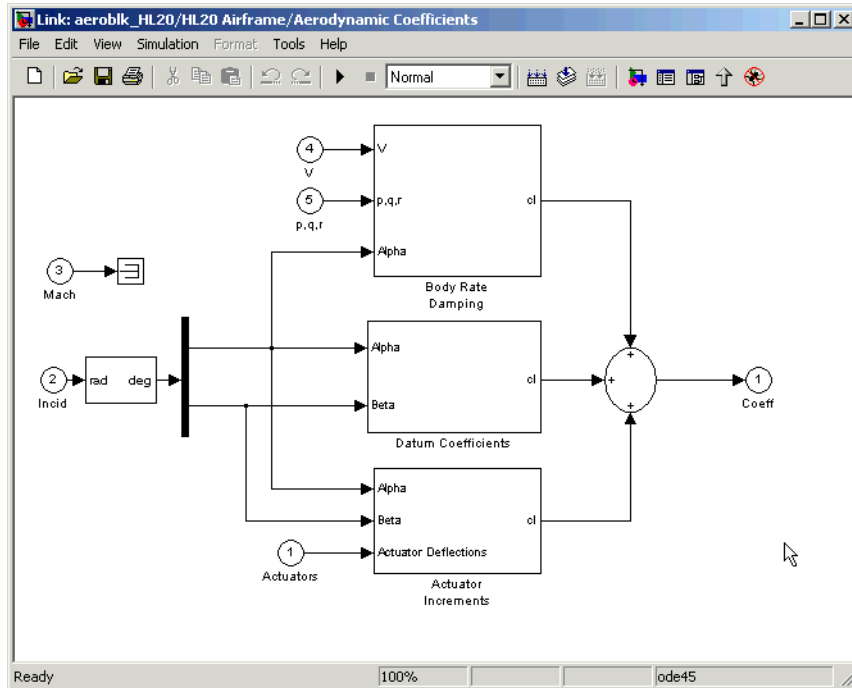 Link: aeroblk_HL20/HL20 Airframe/Aerodynamic Coefficients
File Edit View Simulation Format Tools Help
Normal
4
V
V
5
p,q,r
p,q,r
cl
Alpha
Body Rate
Damping
3
Mach
2
Incid
rad deg
Alpha
Beta
cl
Datum Coefficients
+
+
+
1
Coeff
Alpha
Beta
cl
1
Actuators
Actuator Deflections
Actuator
Increments
Ready 100% ode45